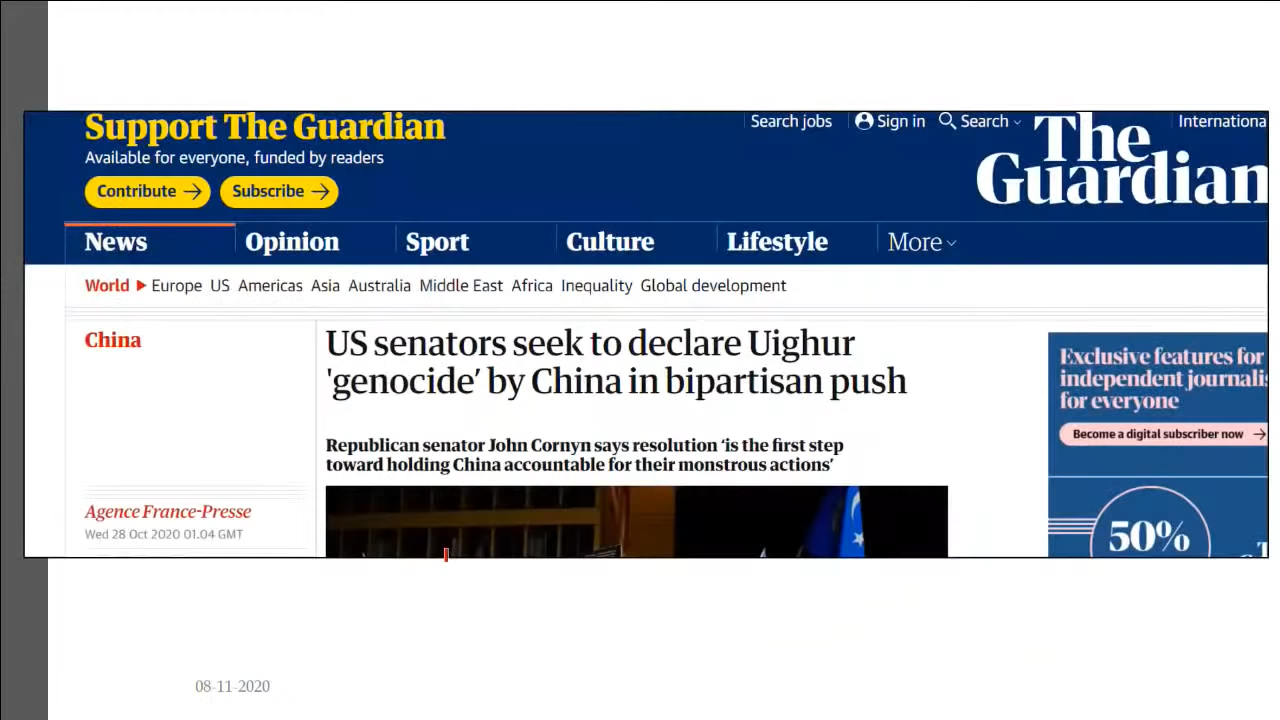 Support The Guardian
Available for everyone, funded by readers
Contribute → Subscribe →
Search jobs Sign in Search Internationa
The
Guardian
News Opinion Sport Culture Lifestyle More
World Europe US Americas Asia Australia Middle East Africa Inequality Global development
China
US senators seek to declare Uighur
'genocide’ by China in bipartisan push
Republican senator John Cornyn says resolution ‘is the first step
toward holding China accountable for their monstrous actions’
Agence France-Presse
Wed 28 Oct 2020 01.04 GMT
Exclusive features for
independent journalis
for everyone
Become a digital subscriber now →
50%
08-11-2020